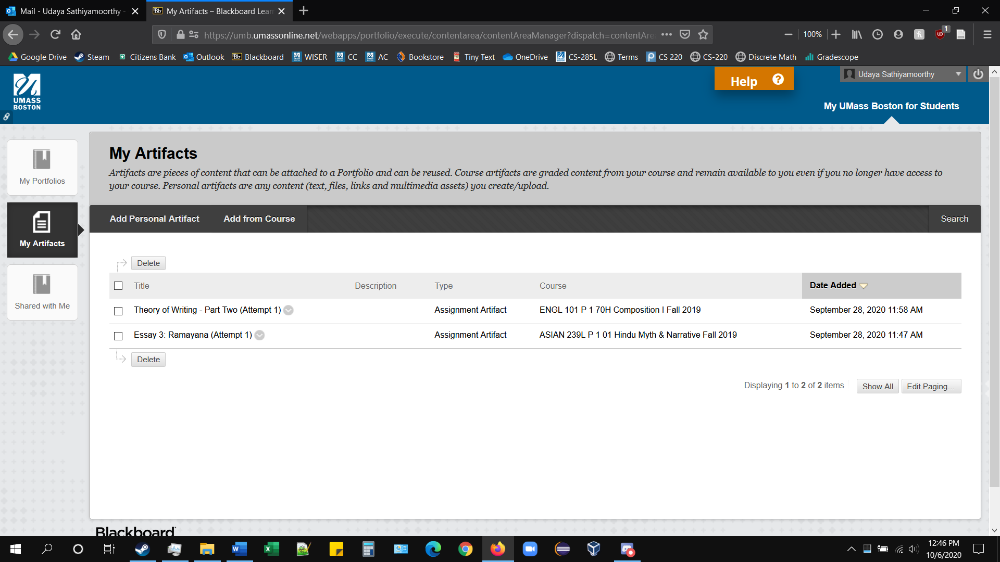 Mail - Udaya Sathiyamoorthy -
My Artifacts – Blackboard Lear
https://umb.umassonline.net/webapps/portfolio/execute/contentarea/contentAreaManager?dispatch=contentAre
100%
1
Google Drive
Steam
Citizens Bank
Outlook
Bb Blackboard
WISER
CC
AC
Bookstore
Tiny Text
OneDrive
CS-285L
Terms
CS 220
CS-220
Discrete Math
Gradescope
UMASS
BOSTON
Help ?
Udaya Sathiyamoorthy
My UMass Boston for Students
My Portfolios
My Artifacts
Shared with Me
My Artifacts
Artifacts are pieces of content that can be attached to a Portfolio and can be reused. Course artifacts are graded content from your course and remain available to you even if you no longer have access to
your course. Personal artifacts are any content (text, files, links and multimedia assets) you create/upload.
Add Personal Artifact
Add from Course
Search
Delete
Title Description Type Course Date Added
Theory of Writing - Part Two (Attempt 1) Assignment Artifact ENGL 101 P 1 70H Composition I Fall 2019 September 28, 2020 11:58 AM
Essay 3: Ramayana (Attempt 1) Assignment Artifact ASIAN 239L P 1 01 Hindu Myth & Narrative Fall 2019 September 28, 2020 11:47 AM
Delete
Displaying 1 to 2 of 2 items Show All Edit Paging...
Blackboard
12:46 PM
10/6/2020